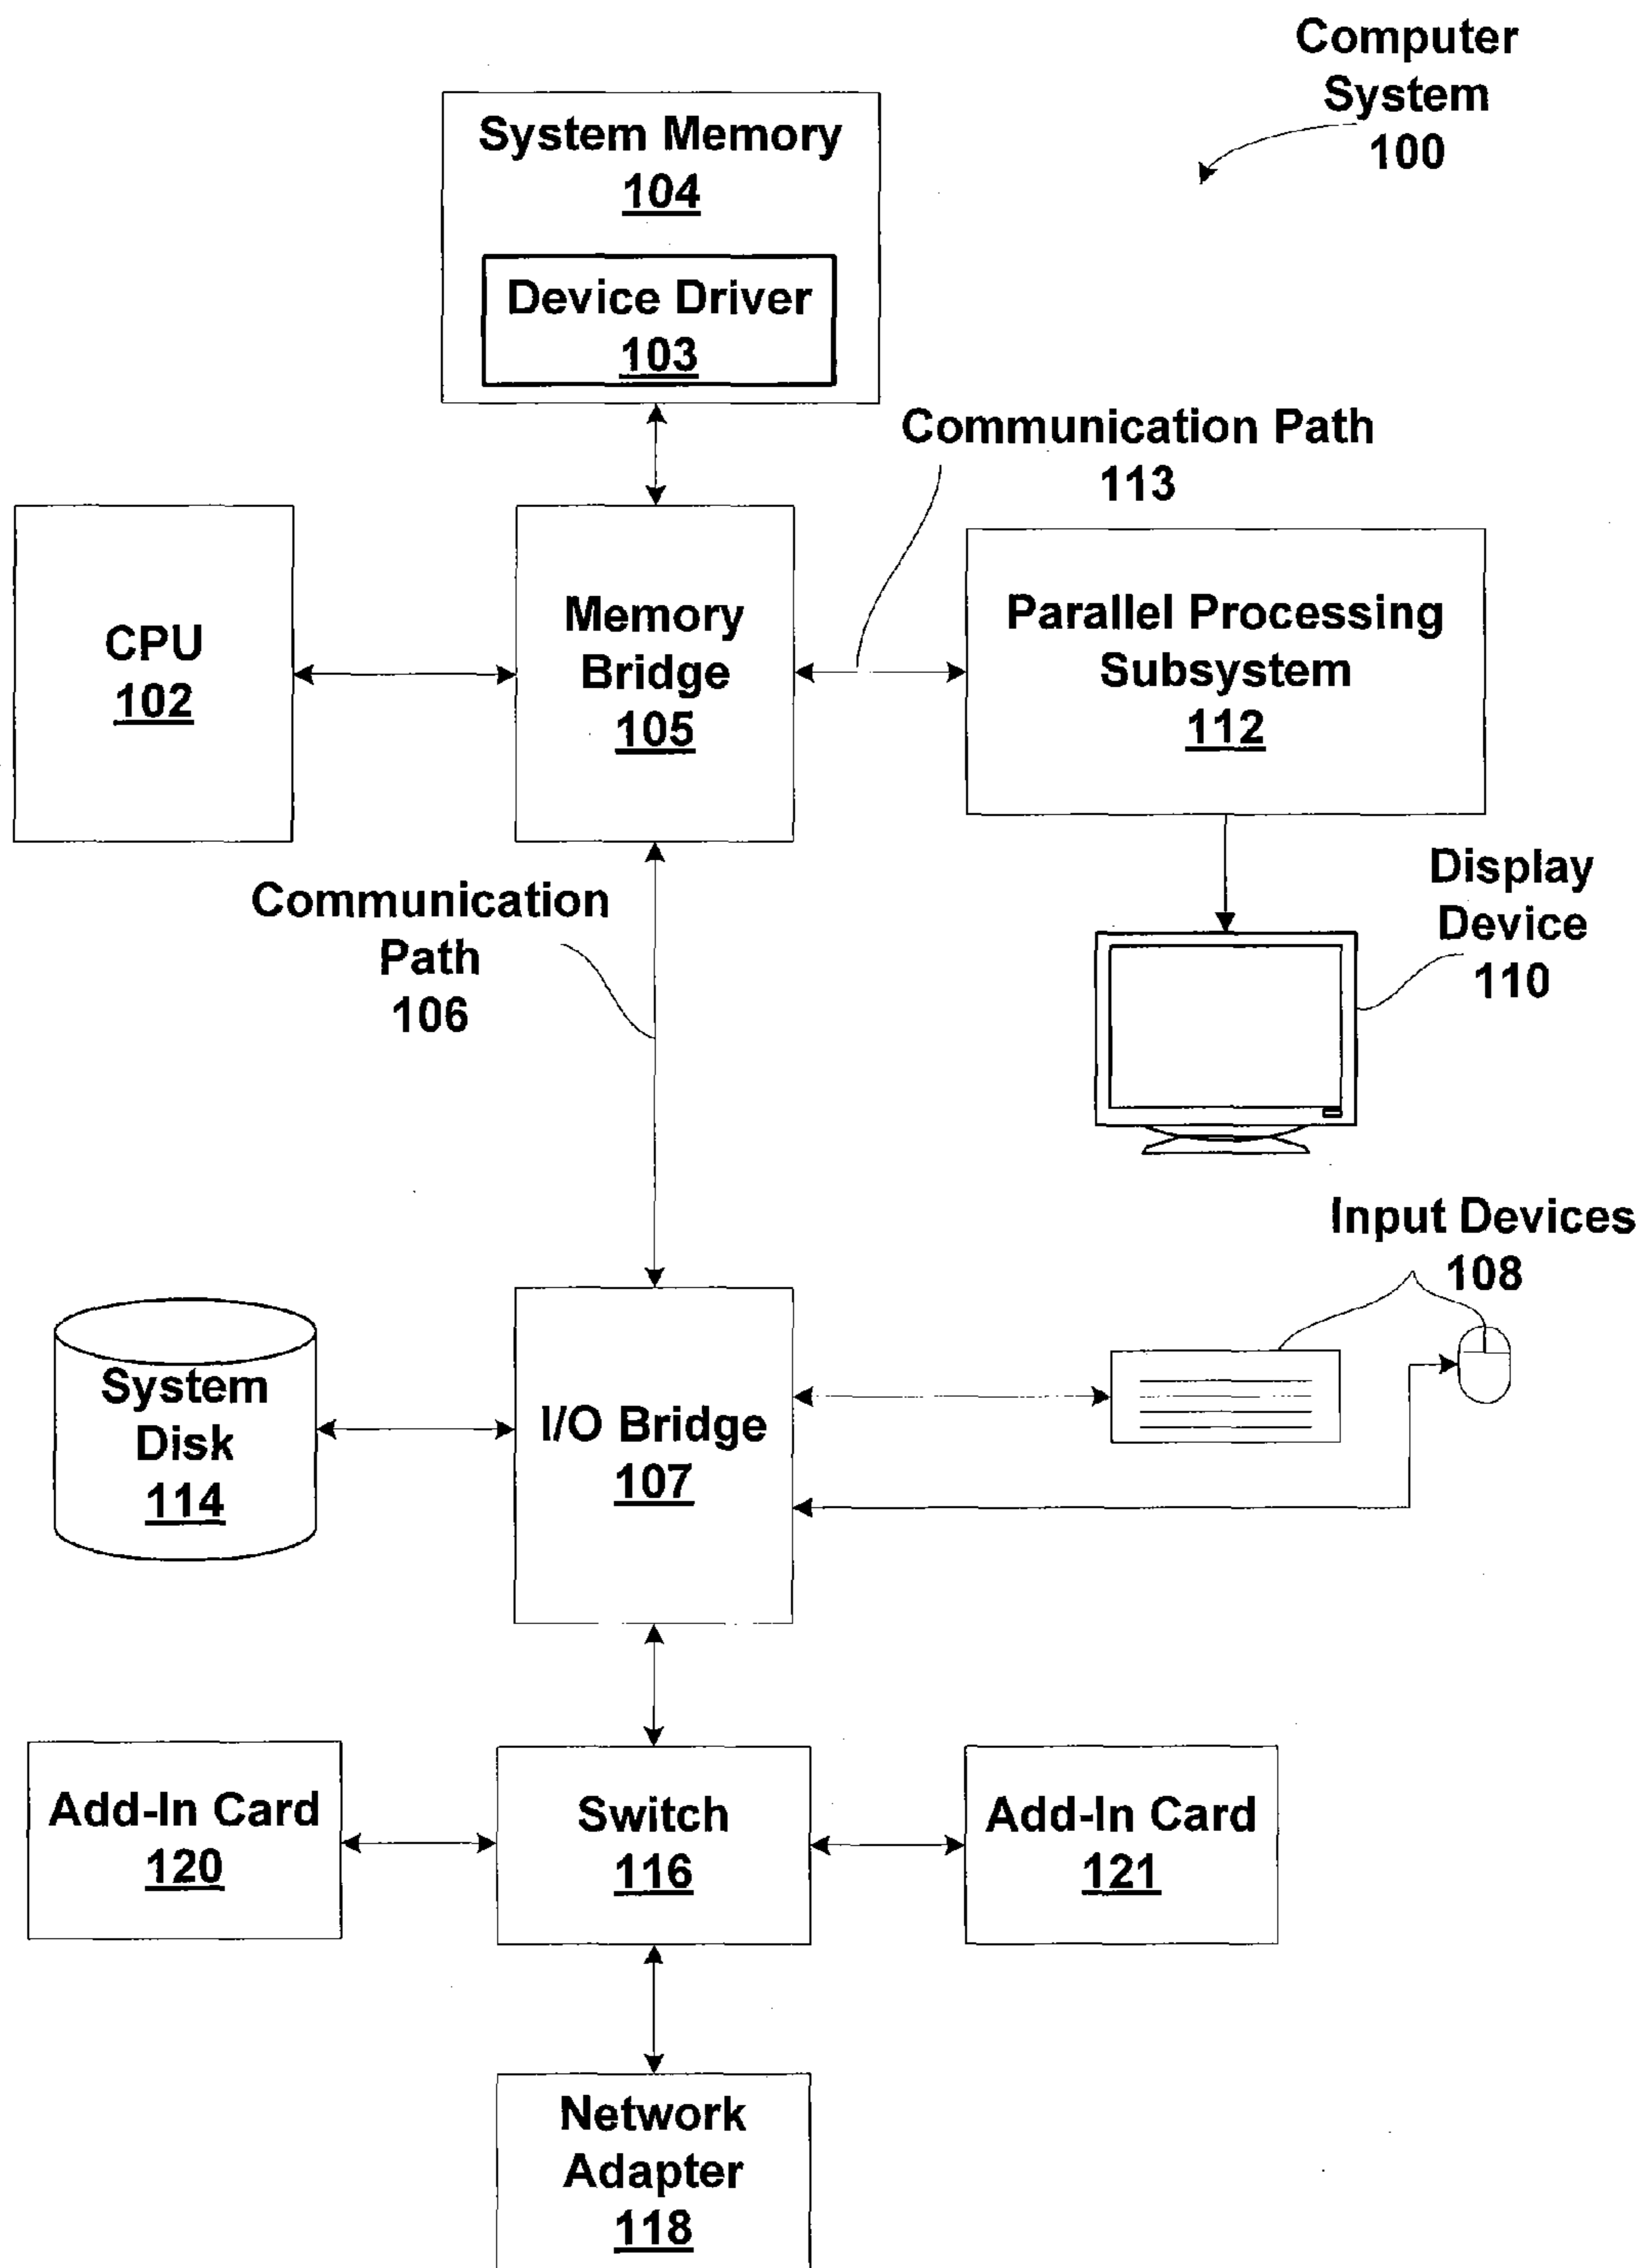 Computer
System
100
System Memory
104
Device Driver
103
Communication Path
113
CPU
102
Memory
Bridge
105
Parallel Processing
Subsystem
112
Communication
Path
106
Display
Device
110
Input Devices
108
System
Disk
114
I/O Bridge
107
Add-In Card
120
Switch
116
Add-In Card
121
Network
Adapter
118